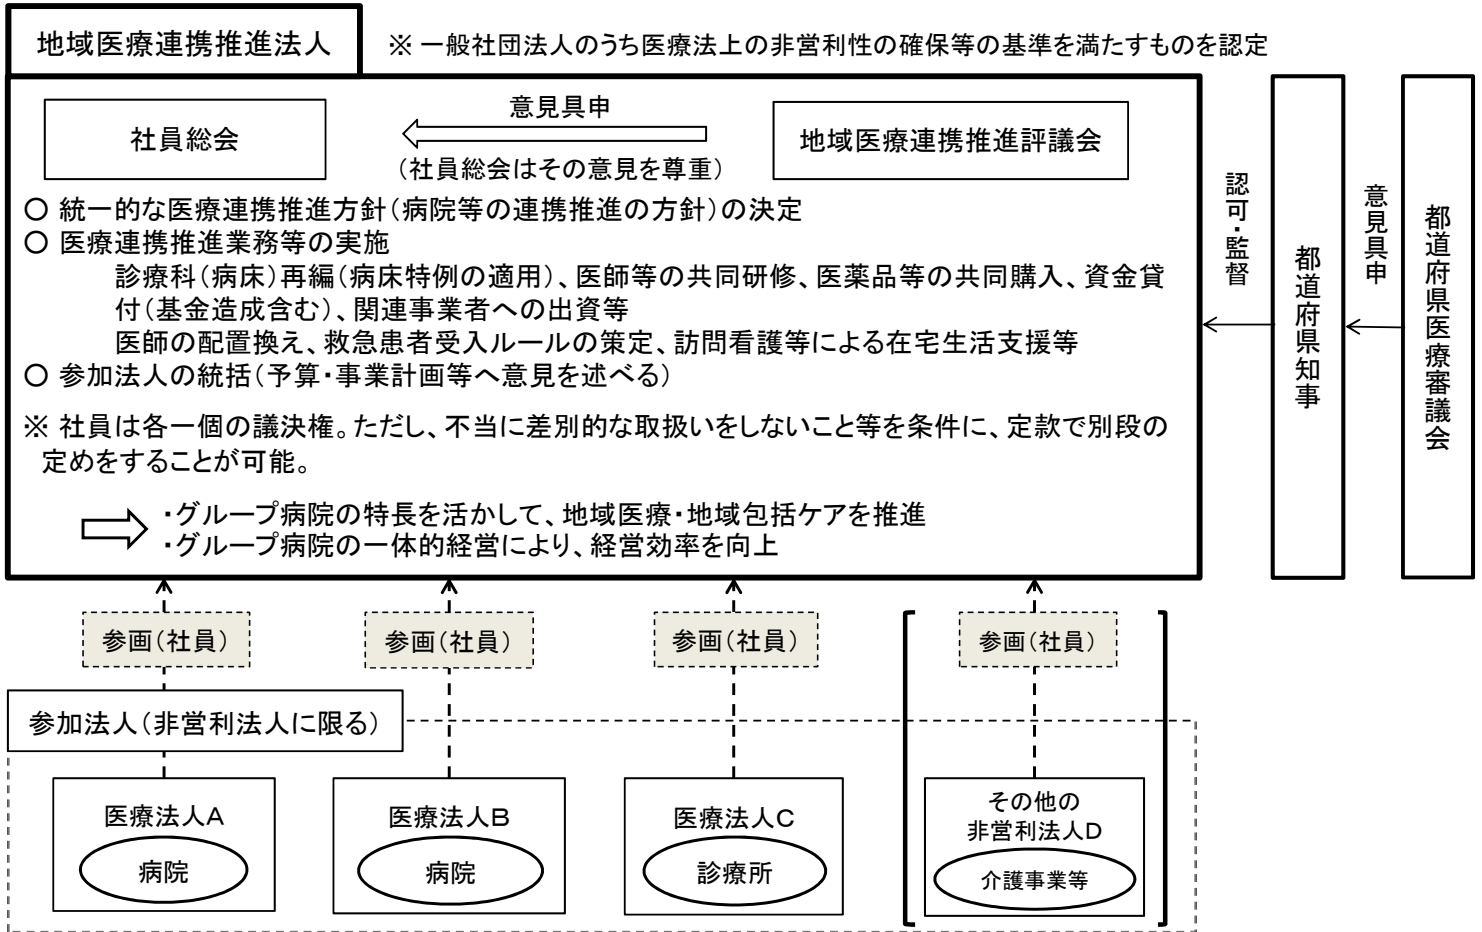 地域医療連携推進法人
※ 一般社団法人のうち医療法上の非営利性の確保等の基準を満たすものを認定
社員総会
意見具申
(社員総会はその意見を尊重)
地域医療連携推進評議会
○ 統一的な医療連携推進方針(病院等の連携推進の方針)の決定
○ 医療連携推進業務等の実施
診療科(病床)再編(病床特例の適用)、医師等の共同研修、医薬品等の共同購入、資金貸
付(基金造成含む)、関連事業者への出資等
医師の配置換え、救急患者受入ルールの策定、訪問看護等による在宅生活支援等
○ 参加法人の統括(予算・事業計画等へ意見を述べる)
※ 社員は各一個の議決権。ただし、不当に差別的な取扱いをしないこと等を条件に、定款で別段の
定めをすることが可能。
・グループ病院の特長を活かして、地域医療・地域包括ケアを推進
・グループ病院の一体的経営により、経営効率を向上
認可・監督
都道府県知事
意見具申
都道府県医療審議会
参画(社員)
参画(社員)
参画(社員)
参画(社員)
参加法人(非営利法人に限る)
医療法人A
病院
医療法人B
病院
医療法人C
診療所
その他の
非営利法人D
介護事業等